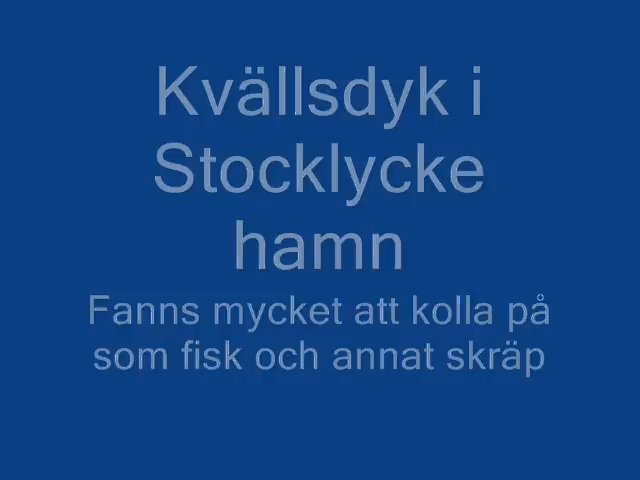 Kvällsdyk i
Stocklycke
hamn
Fanns mycket att kolla på
som fisk och annat skräp